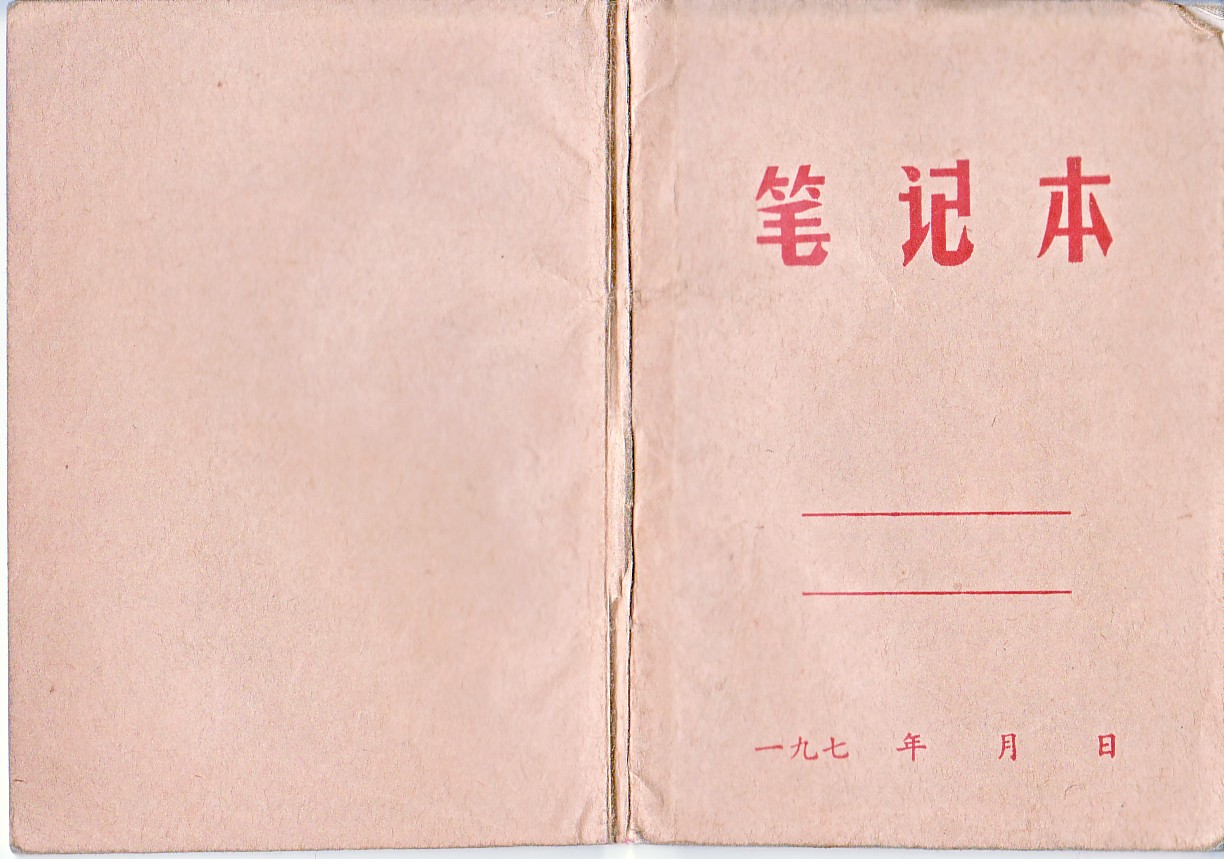 笔记本
一九七 年 月 日